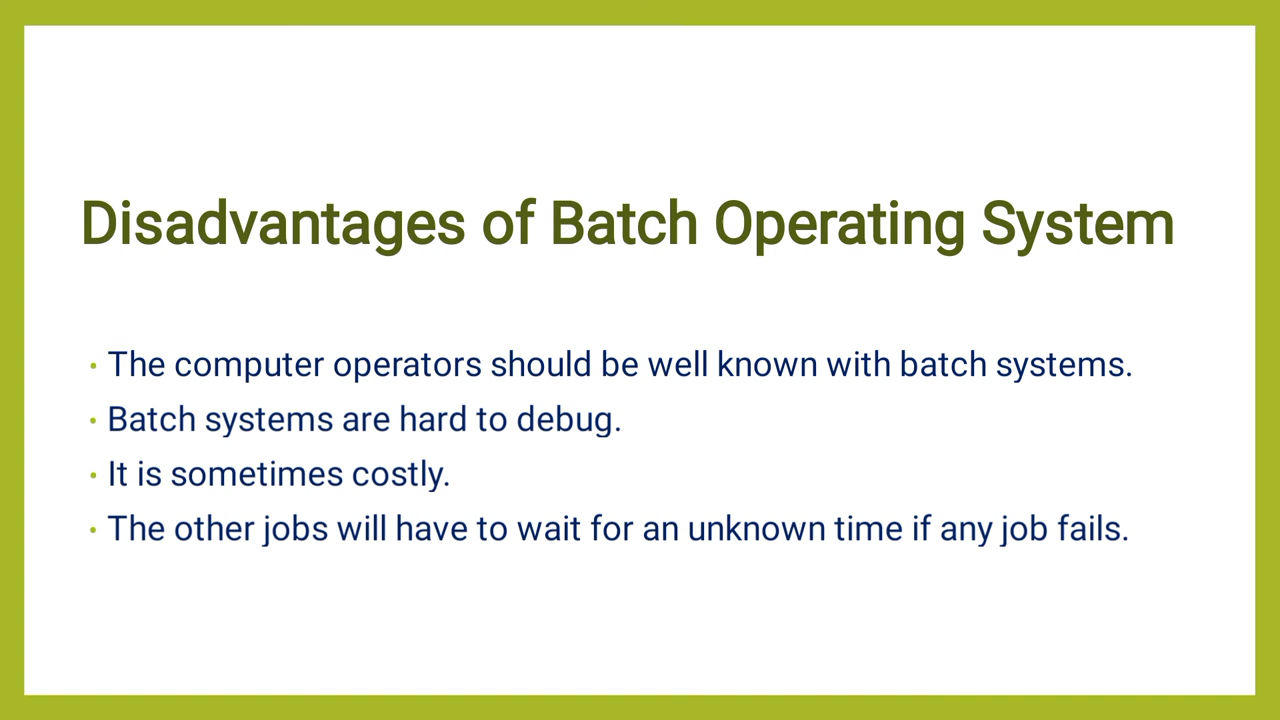 Disadvantages of Batch Operating System
• The computer operators should be well known with batch systems.
• Batch systems are hard to debug.
• It is sometimes costly.
• The other jobs will have to wait for an unknown time if any job fails.